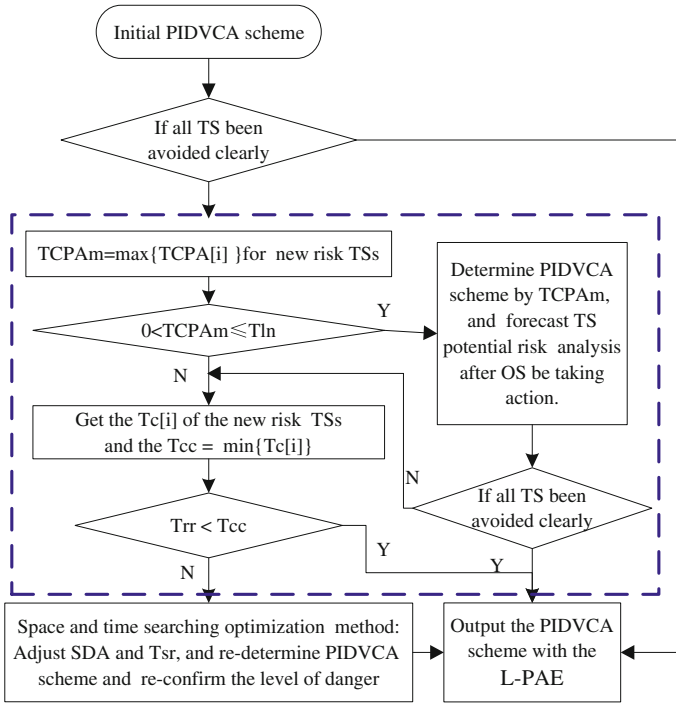 Initial PIDVCA scheme
If all TS been
avoided clearly
TCPAm=max{TCPA[i] }for new risk TSs
0<TCPAm≤Tln
Y
N
Determine PIDVCA
scheme by TCPAm,
and forecast TS
potential risk analysis
after OS be taking
action.
Get the Tc[i] of the new risk TSs
and the Tcc = min{Tc[i]}
N
If all TS been
avoided clearly
Trr < Tcc
Y
Y
N
Space and time searching optimization method:
Adjust SDA and Tsr, and re-determine PIDVCA
scheme and re-confirm the level of danger
Output the PIDVCA
scheme with the
L-PAE